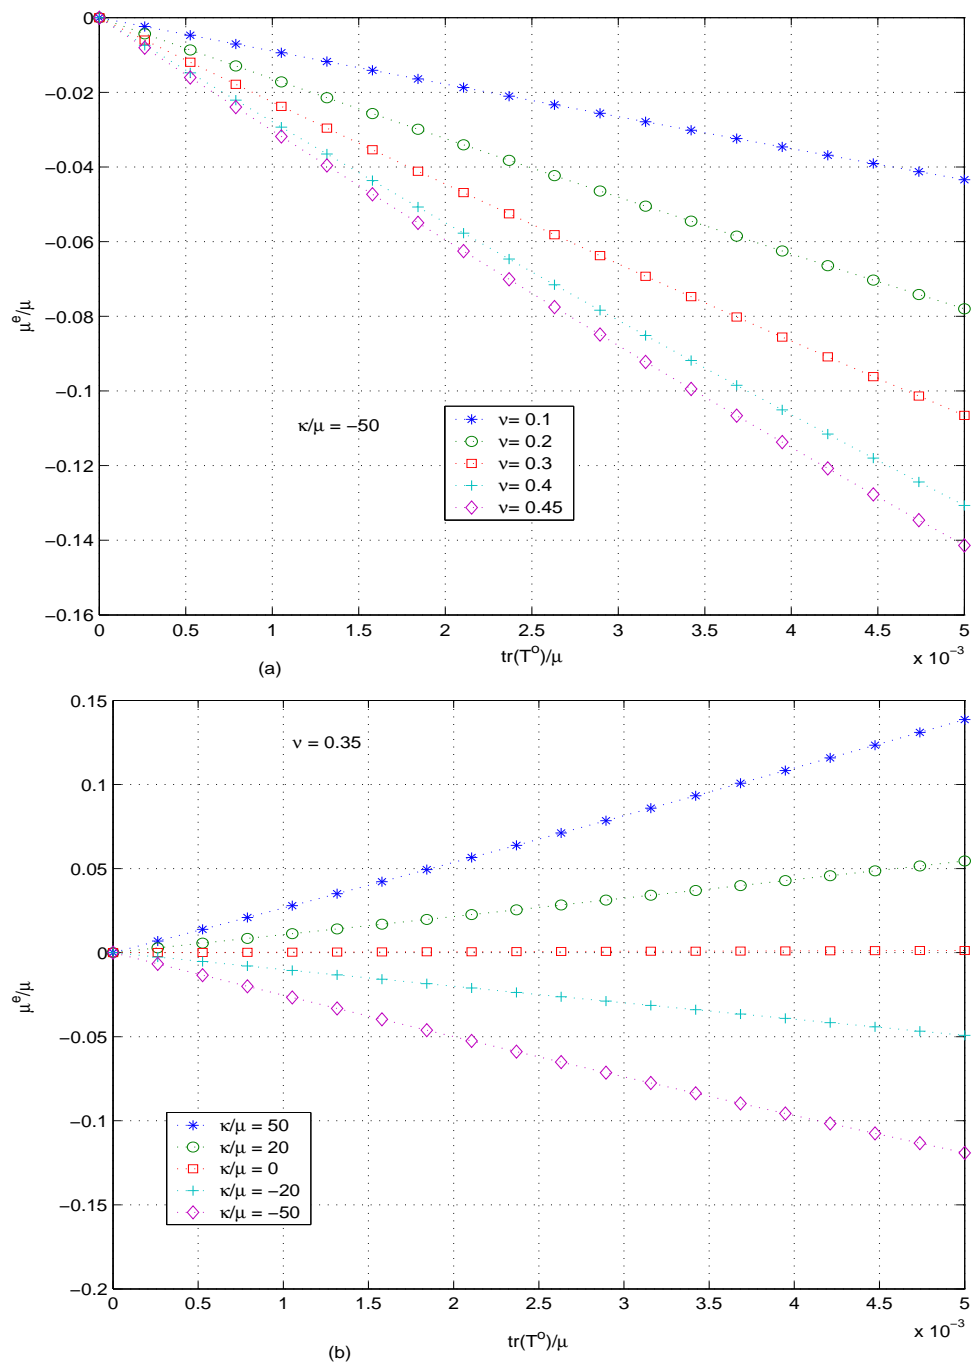 0
−0.02
−0.04
−0.06
−0.08
−0.1
−0.12
−0.14
−0.16
μᵉ/μ
κ/μ = −50
ν= 0.1
ν= 0.2
ν= 0.3
ν= 0.4
ν= 0.45
0 0.5 1 1.5 2 2.5 3 3.5 4 4.5 5
tr(Tᵒ)/μ
x 10⁻³
(a)
0.15
0.1
0.05
0
−0.05
−0.1
−0.15
−0.2
μᵉ/μ
ν = 0.35
κ/μ = 50
κ/μ = 20
κ/μ = 0
κ/μ = −20
κ/μ = −50
0 0.5 1 1.5 2 2.5 3 3.5 4 4.5 5
x 10⁻³
tr(Tᵒ)/μ
(b)